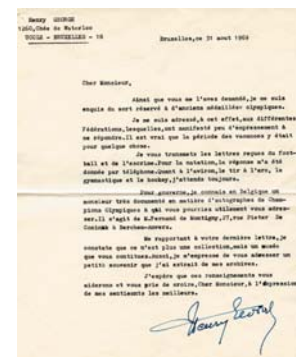 Henry GEORGE
1260, Chée de Waterloo
UCCLE - BRUXELLES - 18
Bruxelles, ce 31 aout 1962
Cher Monsieur,
Ainsi que vous me l'avez demandé, je me suis
enquis du sort réservé à d'anciens médaillés olympiques.
Je me suis adressé, à cet effet, aux différentes
Fédérations, lesquelles, ont manifesté peu d'empressement à
me répondre. Il est vrai que la période des vacances y était
pour quelque chose.
Je vous transmets les lettres reçues du foot-
ball et de l'escrime. Pour la natation, la réponse m'a été
donnée par téléphone. Quant à l'aviron, le tir à l'arc, la
gymnastique et le hockey, j'attends toujours.
Pour gouverne, je connais en Belgique un
monsieur très documenté en matière d'autographes de Cham-
pions Olympiques à qui vous pourriez utilement vous adres-
ser. Il s'agit de M. Fernand de Montigny, 27, rue Pieter De
Coninck à Berchem-Anvers.
Me rapportant à votre dernière lettre, je
constate que ce n'est plus une collection, mais un musée
que vous constituez. Aussi, je m'empresse de vous adresser un
petit souvenir que j'ai extrait de mes archives.
J'espère que ces renseignements vous
aideront et vous prie de croire, Cher Monsieur, à l'expression
de mes sentiments les meilleurs.
Henry George